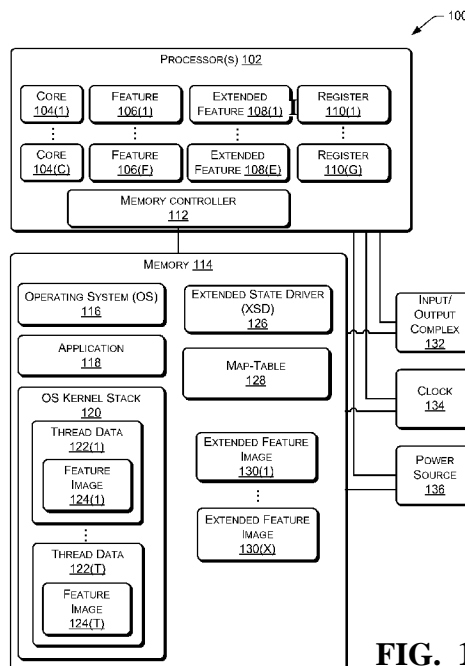 100
PROCESSOR(S) 102
CORE
104(1)
FEATURE
106(1)
EXTENDED
FEATURE 108(1)
REGISTER
110(1)
CORE
104(C)
FEATURE
106(F)
EXTENDED
FEATURE 108(E)
REGISTER
110(G)
MEMORY CONTROLLER
112
MEMORY 114
OPERATING SYSTEM (OS)
116
EXTENDED STATE DRIVER
(XSD)
126
APPLICATION
118
MAP-TABLE
128
OS KERNEL STACK
120
THREAD DATA
122(1)
FEATURE
IMAGE
124(1)
THREAD DATA
122(T)
FEATURE
IMAGE
124(T)
EXTENDED FEATURE
IMAGE
130(1)
EXTENDED FEATURE
IMAGE
130(X)
INPUT/
OUTPUT
COMPLEX
132
CLOCK
134
POWER
SOURCE
136
FIG. 1